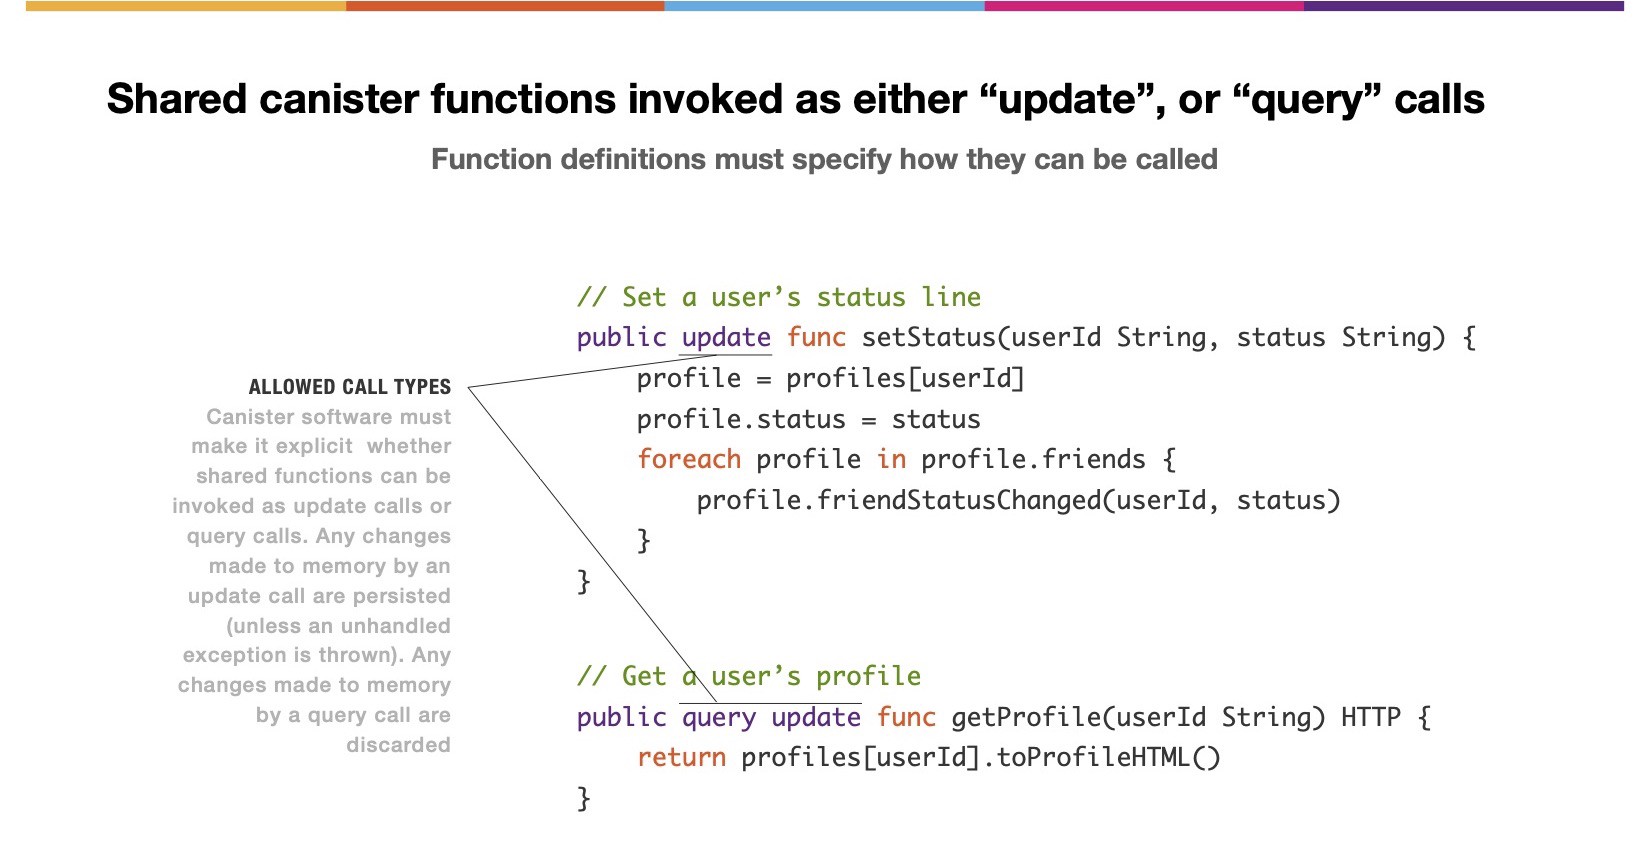 Shared canister functions invoked as either “update”, or “query” calls
Function definitions must specify how they can be called
// Set a user’s status line
public update func setStatus(userId String, status String) {
profile = profiles[userId]
profile.status = status
foreach profile in profile.friends {
profile.friendStatusChanged(userId, status)
}
}
ALLOWED CALL TYPES
Canister software must
make it explicit  whether
shared functions can be
invoked as update calls or
query calls. Any changes
made to memory by an
update call are persisted
(unless an unhandled
exception is thrown). Any
changes made to memory
by a query call are
discarded
// Get a user’s profile
public query update func getProfile(userId String) HTTP {
return profiles[userId].toProfileHTML()
}